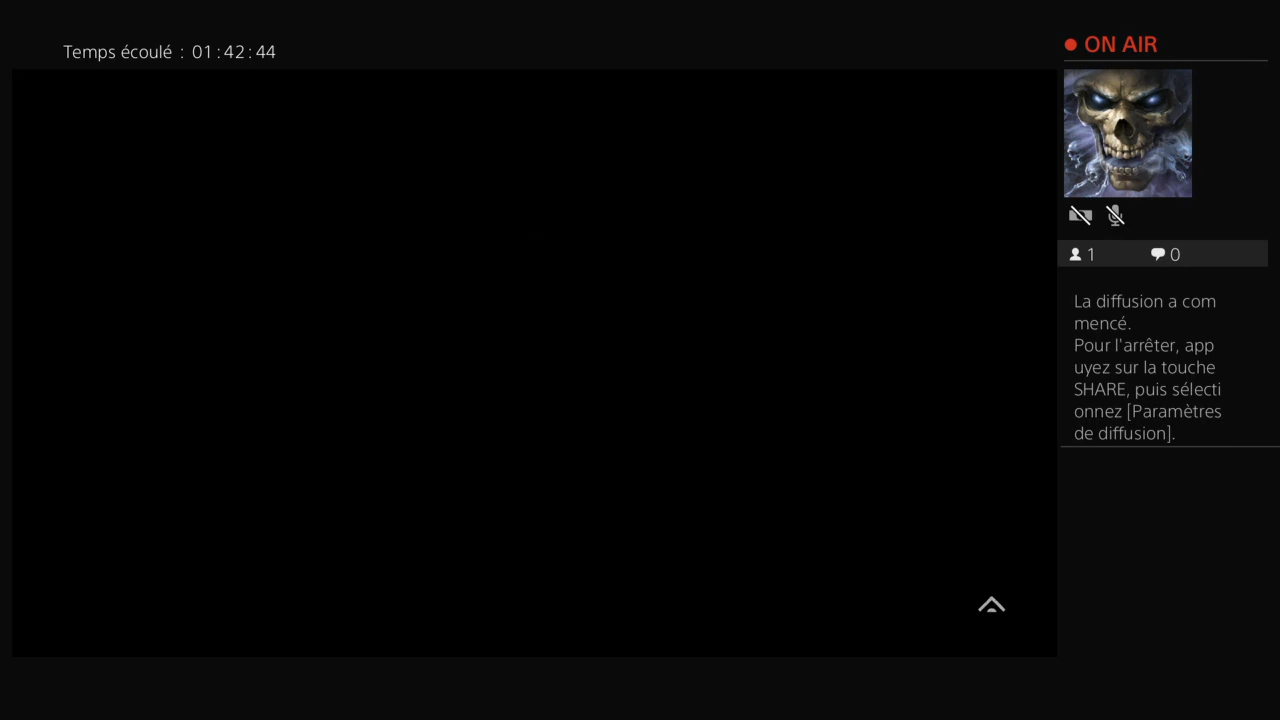 Temps écoulé : 01:42:44
ON AIR
1
0
La diffusion a com
mencé.
Pour l'arrêter, app
uyez sur la touche
SHARE, puis sélecti
onnez [Paramètres
de diffusion].